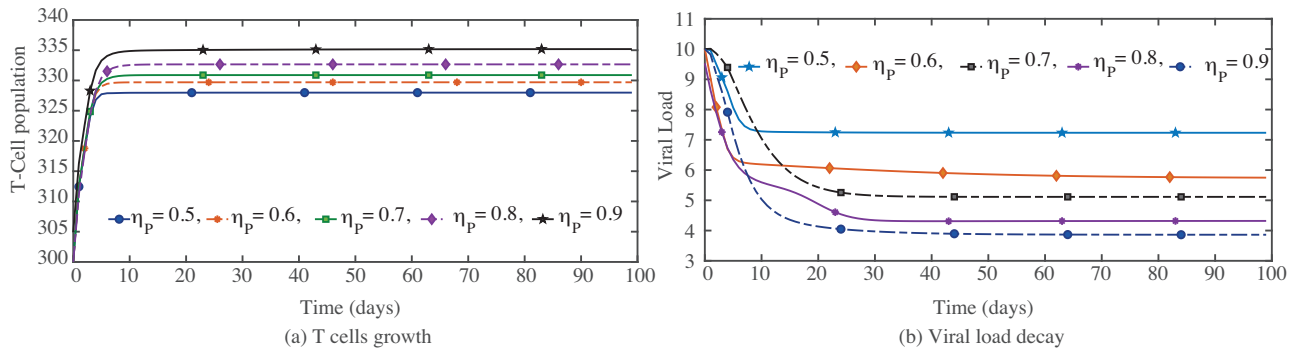 340
335
330
325
320
315
310
305
300
T-Cell population
ηP = 0.5, ηP = 0.6, ηP = 0.7, ηP = 0.8, ηP = 0.9
0 10 20 30 40 50 60 70 80 90 100
Time (days)
(a) T cells growth
11
10
9
8
7
6
5
4
3
Viral Load
ηP = 0.5, ηP = 0.6, ηP = 0.7, ηP = 0.8, ηP = 0.9
0 10 20 30 40 50 60 70 80 90 100
Time (days)
(b) Viral load decay